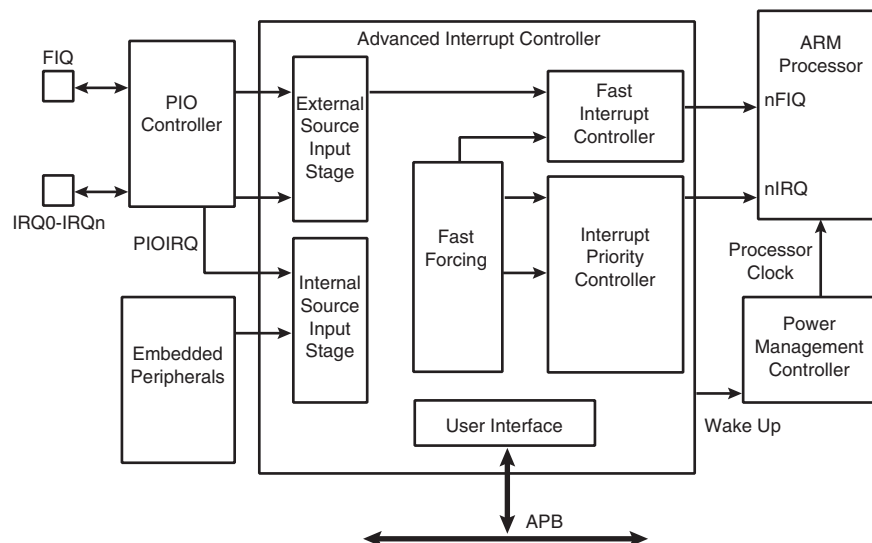 Advanced Interrupt Controller
FIQ
PIO
Controller
IRQ0-IRQn
PIOIRQ
Embedded
Peripherals
External
Source
Input
Stage
Internal
Source
Input
Stage
Fast
Forcing
Fast
Interrupt
Controller
Interrupt
Priority
Controller
User Interface
APB
ARM
Processor
nFIQ
nIRQ
Processor
Clock
Power
Management
Controller
Wake Up